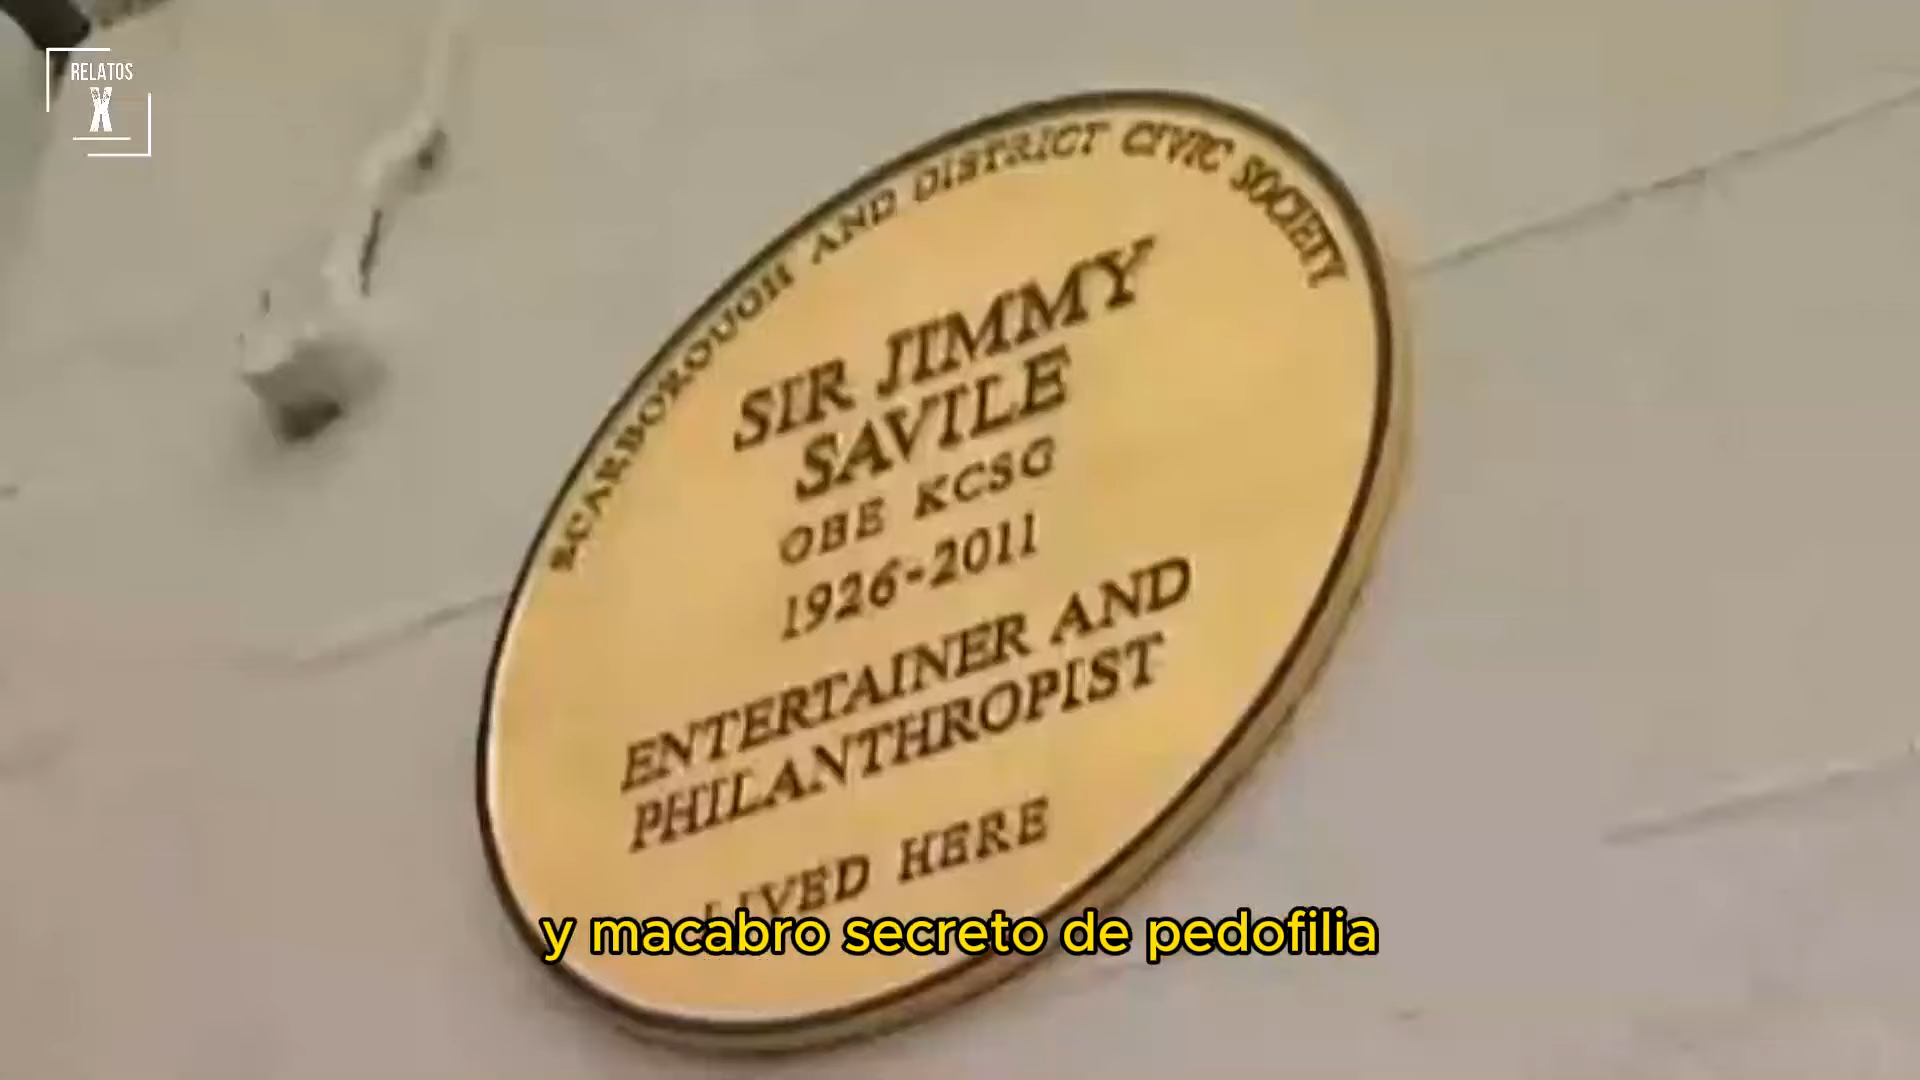 RELATOS
X
SCARBOROUGH AND DISTRICT CIVIC SOCIETY
SIR JIMMY
SAVILE
OBE KCSG
1926-2011
ENTERTAINER AND
PHILANTHROPIST
LIVED HERE
y macabro secreto de pedofilia